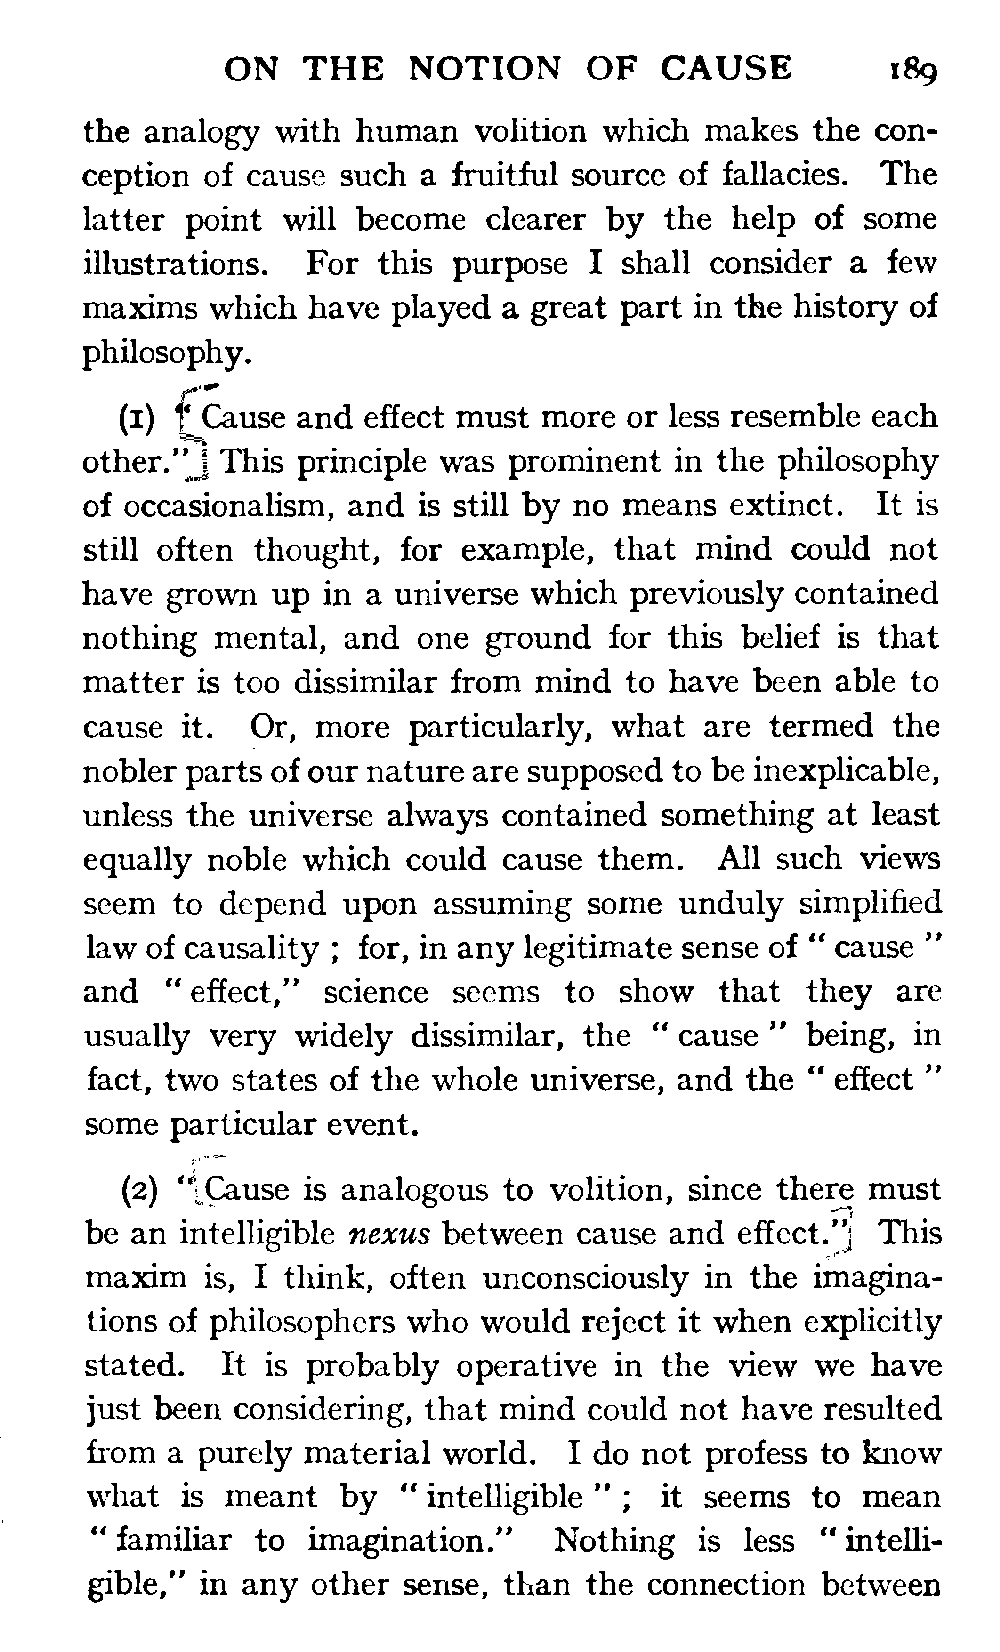 ON THE NOTION OF CAUSE 189
the analogy with human volition which makes the con-
ception of cause such a fruitful source of fallacies. The
latter point will become clearer by the help of some
illustrations. For this purpose I shall consider a few
maxims which have played a great part in the history of
philosophy.
(1) “ Cause and effect must more or less resemble each
other.” This principle was prominent in the philosophy
of occasionalism, and is still by no means extinct. It is
still often thought, for example, that mind could not
have grown up in a universe which previously contained
nothing mental, and one ground for this belief is that
matter is too dissimilar from mind to have been able to
cause it. Or, more particularly, what are termed the
nobler parts of our nature are supposed to be inexplicable,
unless the universe always contained something at least
equally noble which could cause them. All such views
seem to depend upon assuming some unduly simplified
law of causality ; for, in any legitimate sense of “ cause ”
and “ effect,” science seems to show that they are
usually very widely dissimilar, the “ cause ” being, in
fact, two states of the whole universe, and the “ effect ”
some particular event.
(2) “ Cause is analogous to volition, since there must
be an intelligible nexus between cause and effect.” This
maxim is, I think, often unconsciously in the imagina-
tions of philosophers who would reject it when explicitly
stated. It is probably operative in the view we have
just been considering, that mind could not have resulted
from a purely material world. I do not profess to know
what is meant by “ intelligible ” ; it seems to mean
“ familiar to imagination.” Nothing is less “ intelli-
gible,” in any other sense, than the connection between